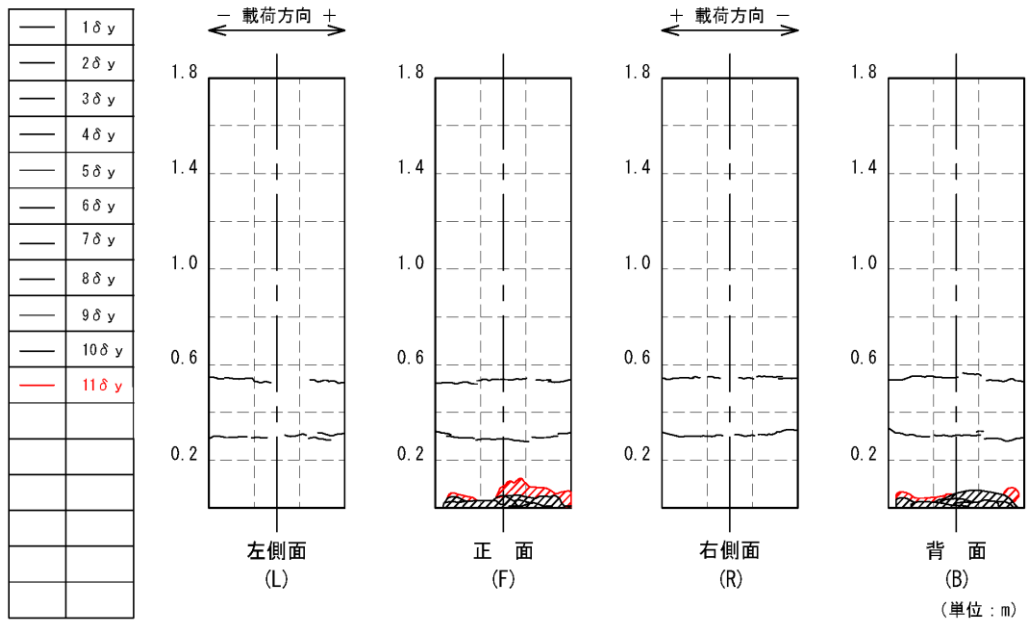 1δy
2δy
3δy
4δy
5δy
6δy
7δy
8δy
9δy
10δy
11δy
－ 載荷方向 ＋
1.8
1.4
1.0
0.6
0.2
左側面
(L)
1.8
1.4
1.0
0.6
0.2
正　面
(F)
＋ 載荷方向 －
1.8
1.4
1.0
0.6
0.2
右側面
(R)
1.8
1.4
1.0
0.6
0.2
背　面
(B)
(単位：m)